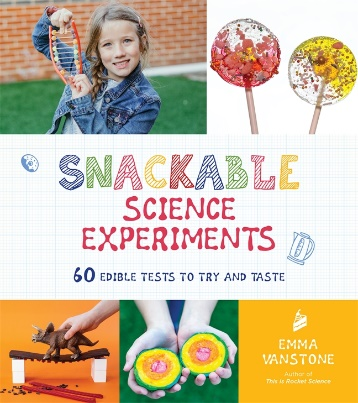 SNACKABLE
SCIENCE
EXPERIMENTS
60 EDIBLE TESTS TO TRY AND TASTE
EMMA
VANSTONE
Author of
This is Rocket Science